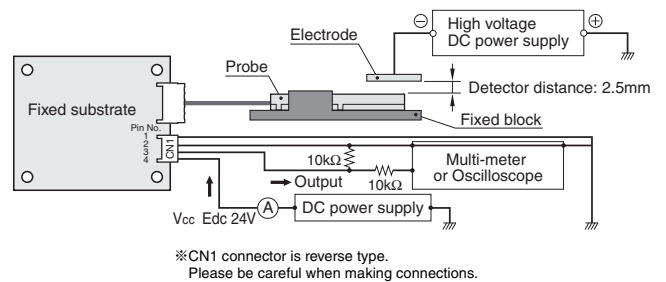 ⊖ High voltage ⊕
DC power supply
Electrode
Probe
Detector distance: 2.5mm
Fixed substrate
Fixed block
Pin No.
1
2
3
4
CN1
10kΩ
Output
10kΩ
Multi-meter
or Oscilloscope
Vcc Edc 24V
A
DC power supply
※CN1 connector is reverse type.
Please be careful when making connections.